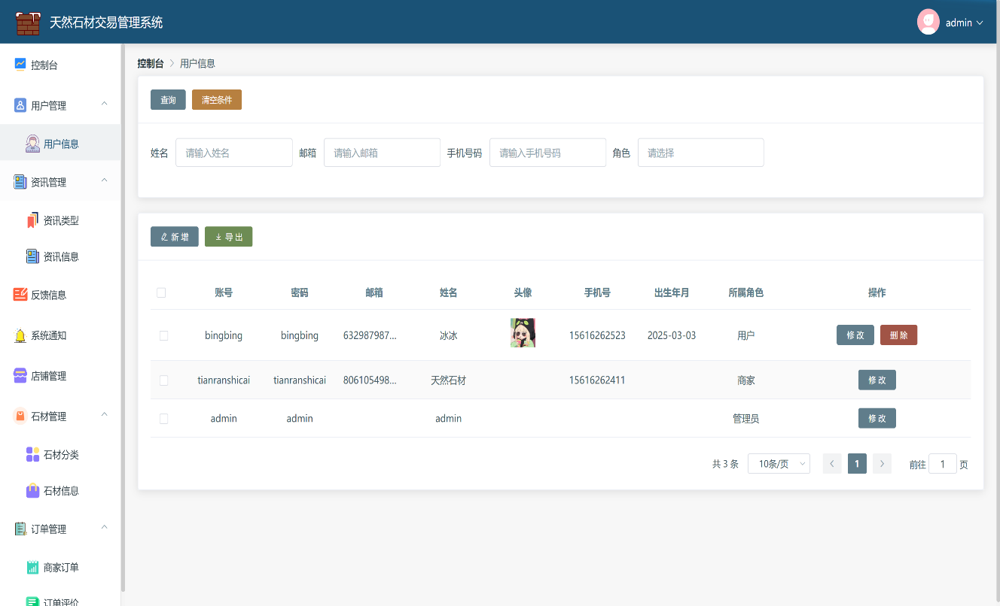 天然石材交易管理系统
admin
控制台
用户管理
用户信息
资讯管理
资讯类型
资讯信息
反馈信息
系统通知
店铺管理
石材管理
石材分类
石材信息
订单管理
商家订单
订单评价
控制台 > 用户信息
查询 清空条件
姓名 请输入姓名 邮箱 请输入邮箱 手机号码 请输入手机号码 角色 请选择
新增 导出
账号 密码 邮箱 姓名 头像 手机号 出生年月 所属角色 操作
bingbing bingbing 632987987... 冰冰 15616262523 2025-03-03 用户 修改 删除
tianranshicai tianranshicai 806105498... 天然石材 15616262411 商家 修改
admin admin admin 管理员 修改
共 3 条 10条/页 1 前往 1 页